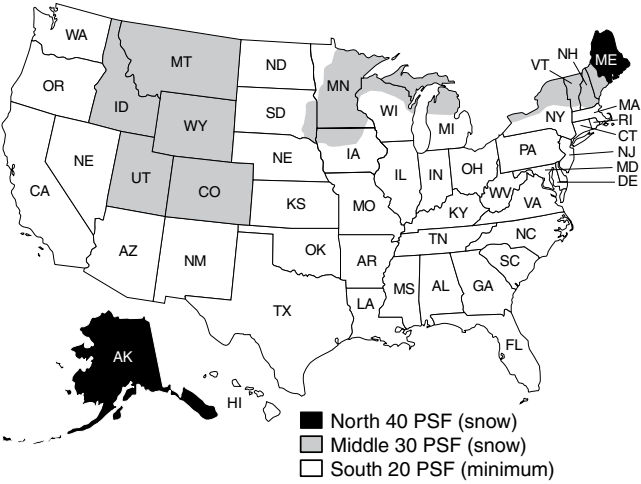 WA
MT
ND
MN
VT
NH
ME
OR
ID
SD
WI
MI
NY
MA
RI
CT
WY
NE
IA
PA
NJ
MD
DE
NE
UT
CO
IL
IN
OH
WV
VA
CA
KS
MO
KY
AZ
NM
OK
AR
TN
NC
SC
TX
LA
MS
AL
GA
FL
AK
HI
North 40 PSF (snow)
Middle 30 PSF (snow)
South 20 PSF (minimum)